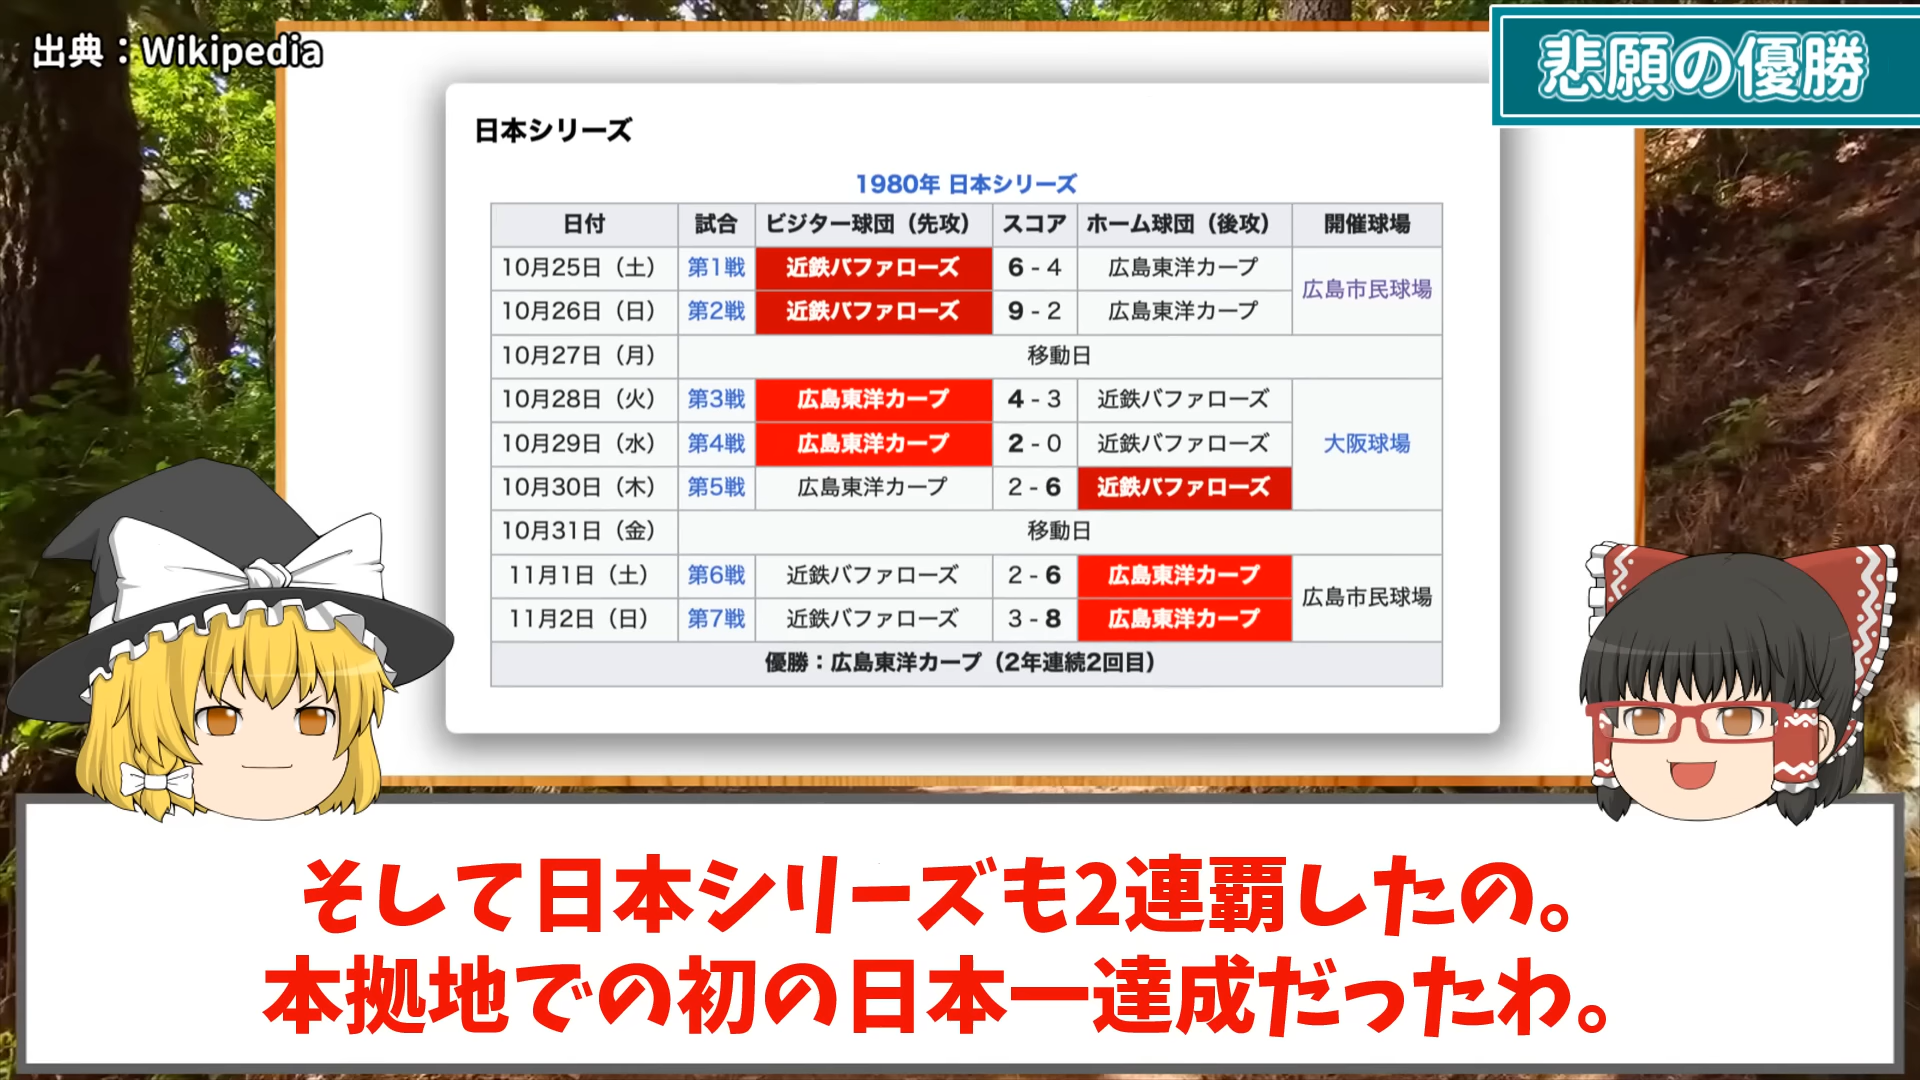 出典：Wikipedia
悲願の優勝
日本シリーズ
1980年 日本シリーズ
日付 試合 ビジター球団（先攻） スコア ホーム球団（後攻） 開催球場
10月25日（土） 第1戦 近鉄バファローズ 6 - 4 広島東洋カープ 広島市民球場
10月26日（日） 第2戦 近鉄バファローズ 9 - 2 広島東洋カープ
10月27日（月） 移動日
10月28日（火） 第3戦 広島東洋カープ 4 - 3 近鉄バファローズ 大阪球場
10月29日（水） 第4戦 広島東洋カープ 2 - 0 近鉄バファローズ
10月30日（木） 第5戦 広島東洋カープ 2 - 6 近鉄バファローズ
10月31日（金） 移動日
11月1日（土） 第6戦 近鉄バファローズ 2 - 6 広島東洋カープ 広島市民球場
11月2日（日） 第7戦 近鉄バファローズ 3 - 8 広島東洋カープ
優勝：広島東洋カープ（2年連続2回目）
そして日本シリーズも2連覇したの。
本拠地での初の日本一達成だったわ。